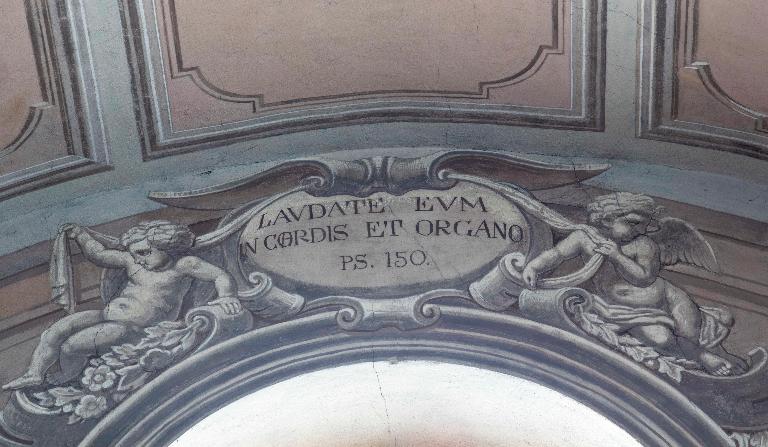 LAVDATE EVM
IN CORDIS ET ORGANO
PS. 150.